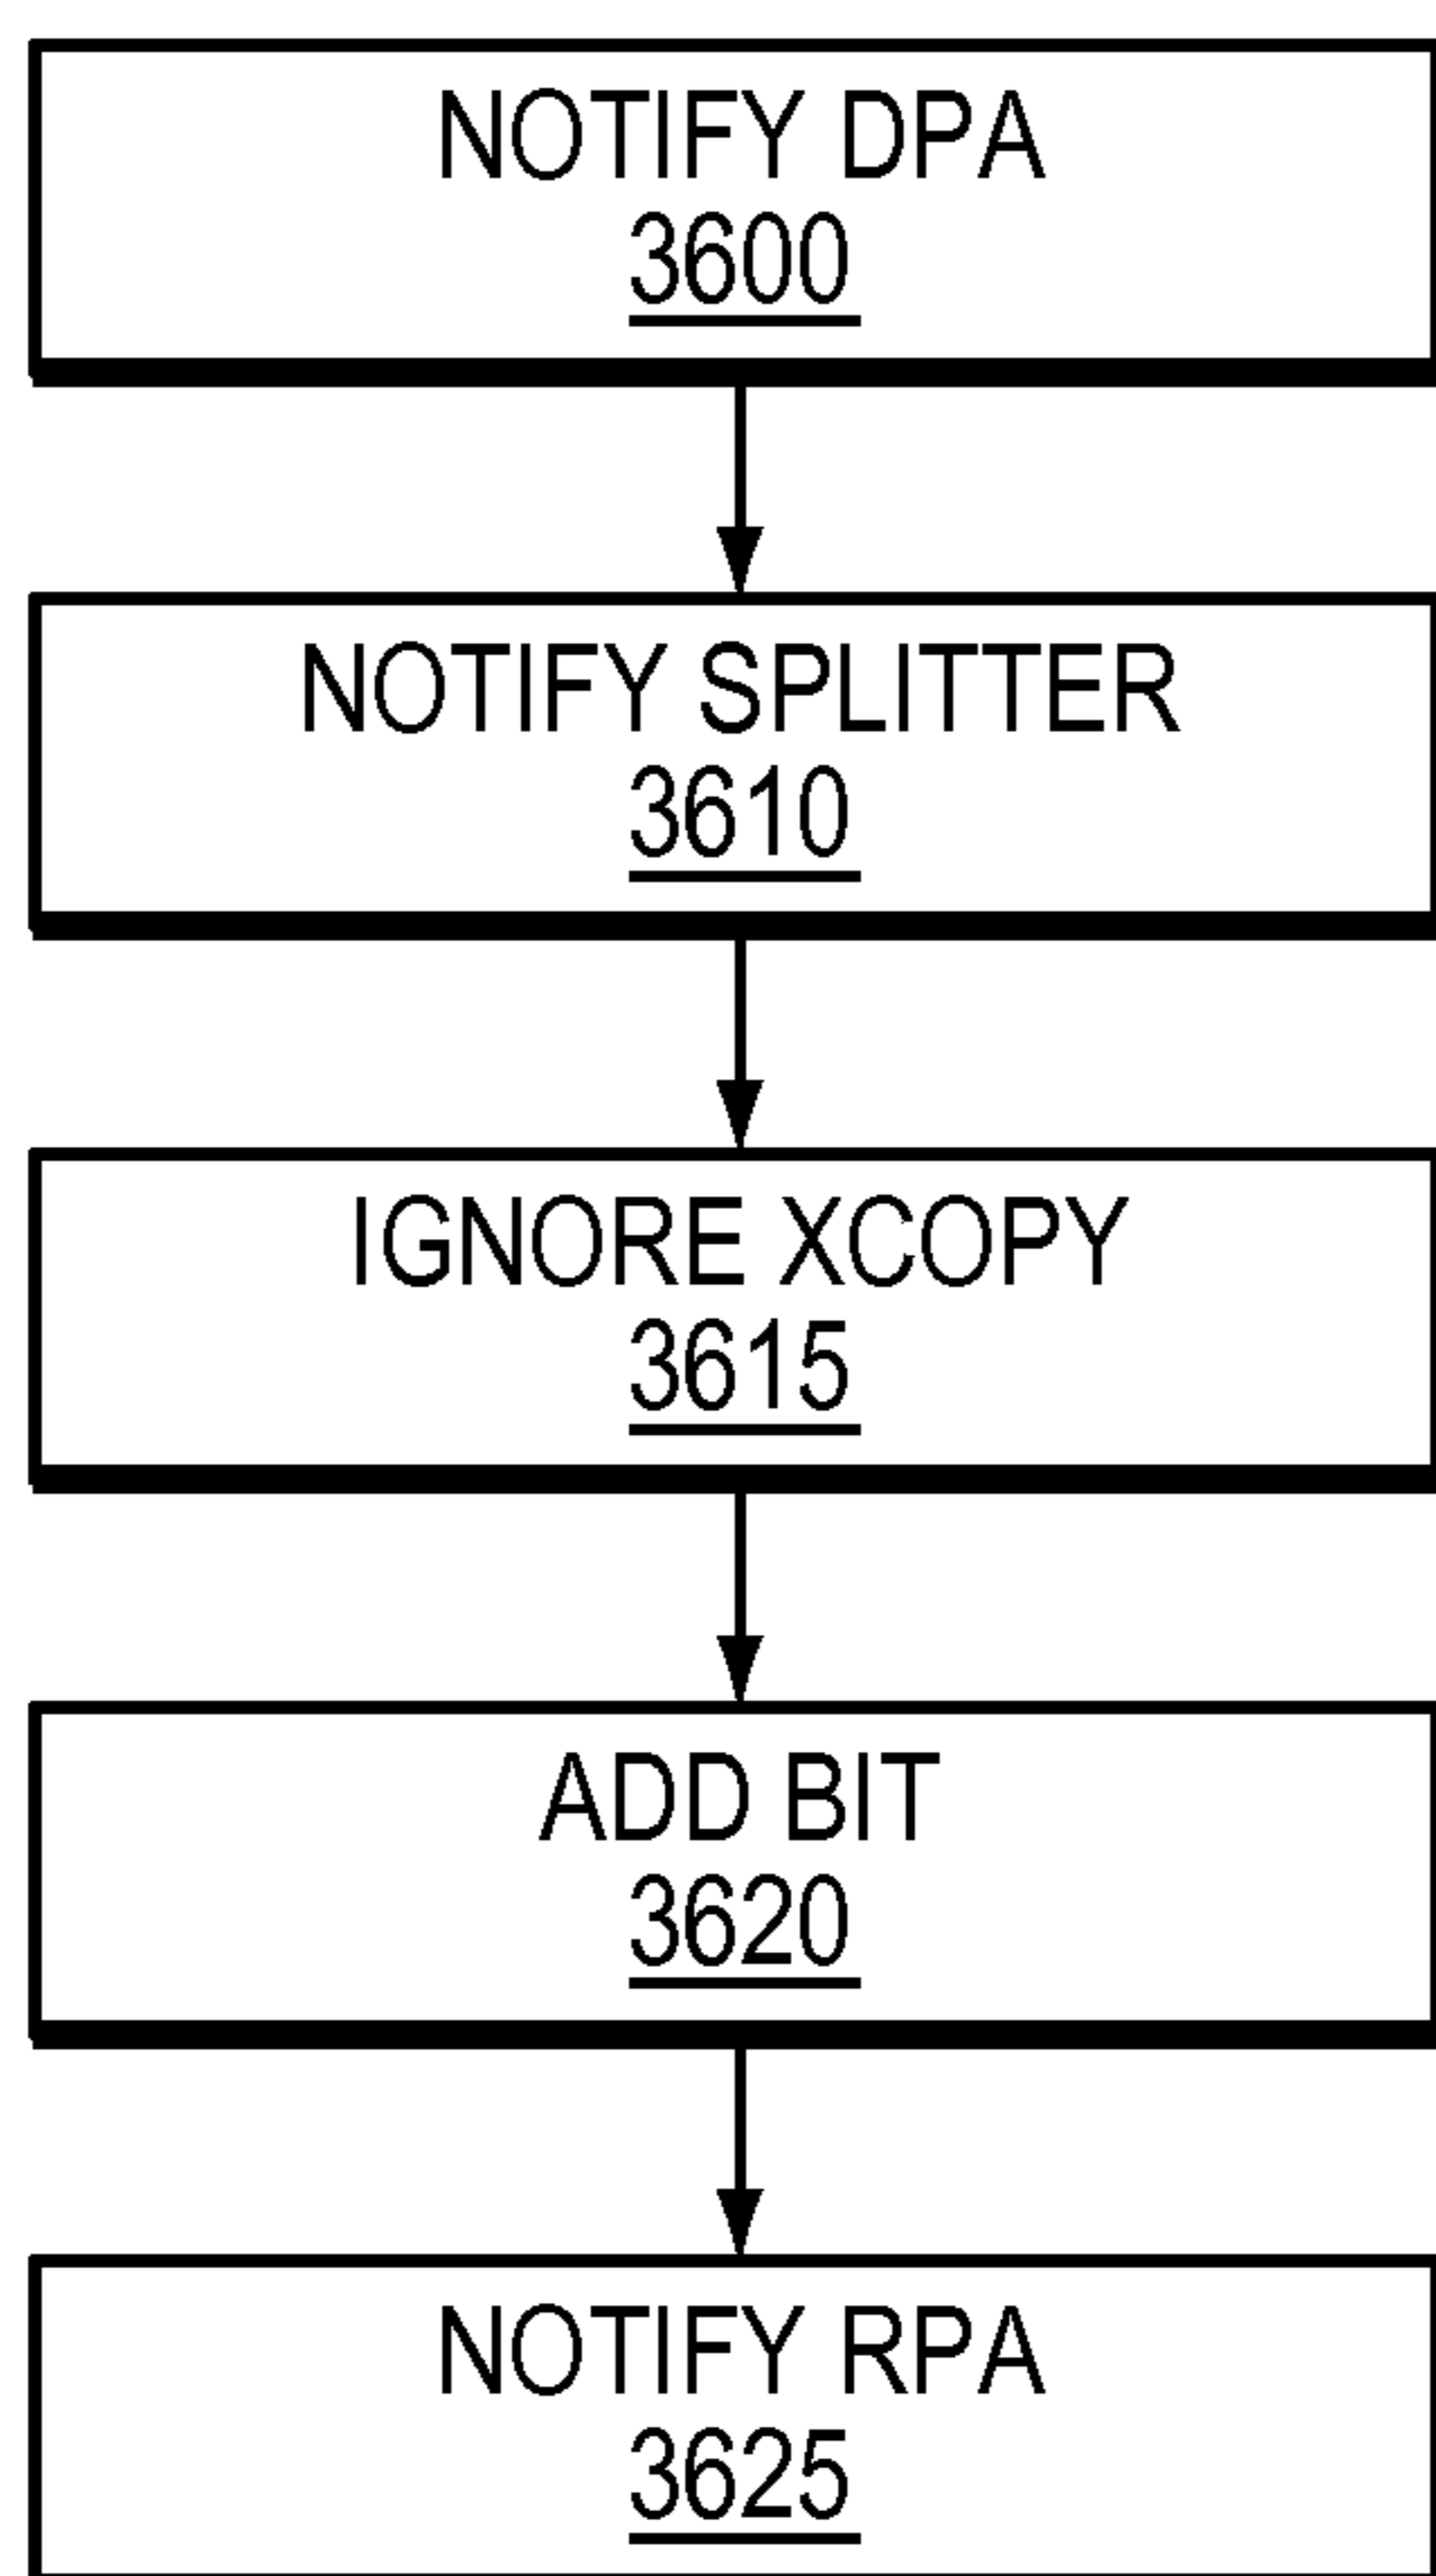 NOTIFY DPA
3600
NOTIFY SPLITTER
3610
IGNORE XCOPY
3615
ADD BIT
3620
NOTIFY RPA
3625